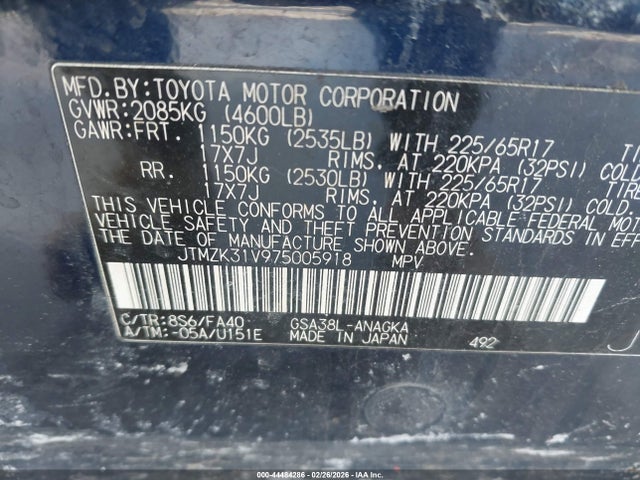 MFD.BY:TOYOTA MOTOR CORPORATION
GVWR:2085KG (4600LB)
GAWR:FRT. 1150KG (2535LB) WITH 225/65R17
17X7J RIMS, AT 220KPA (32PSI) COLD
RR. 1150KG (2530LB) WITH 225/65R17
17X7J RIMS, AT 220KPA (32PSI) COLD
THIS VEHICLE CONFORMS TO ALL APPLICABLE FEDERAL
VEHICLE SAFETY AND THEFT PREVENTION STANDARDS IN
THE DATE OF MANUFACTURE SHOWN ABOVE.
JTMZK31V975005918 MPV
C/TR:8S6/FA40 GSA38L-ANAGKA
A/TM:-05A/U151E MADE IN JAPAN 492
J
000-44484286 - 02/26/2026 - IAA Inc.